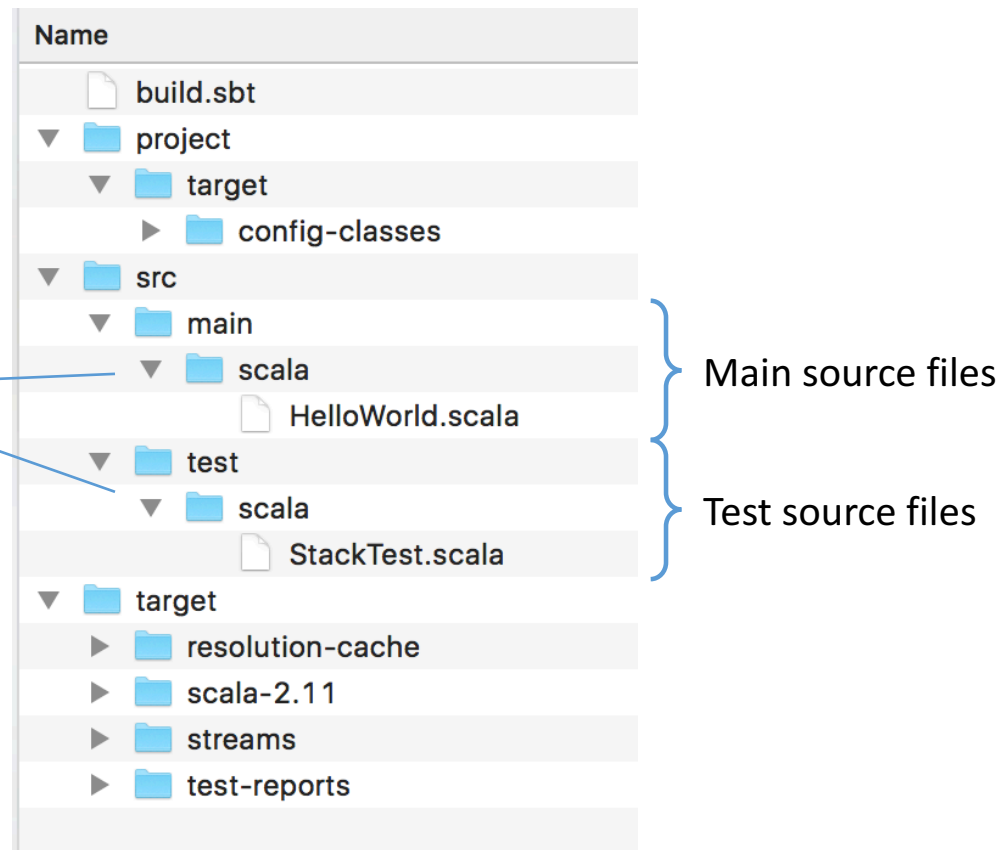 Name
build.sbt
project
target
config-classes
src
main
scala
HelloWorld.scala
test
scala
StackTest.scala
target
resolution-cache
scala-2.11
streams
test-reports
Main source files
Test source files